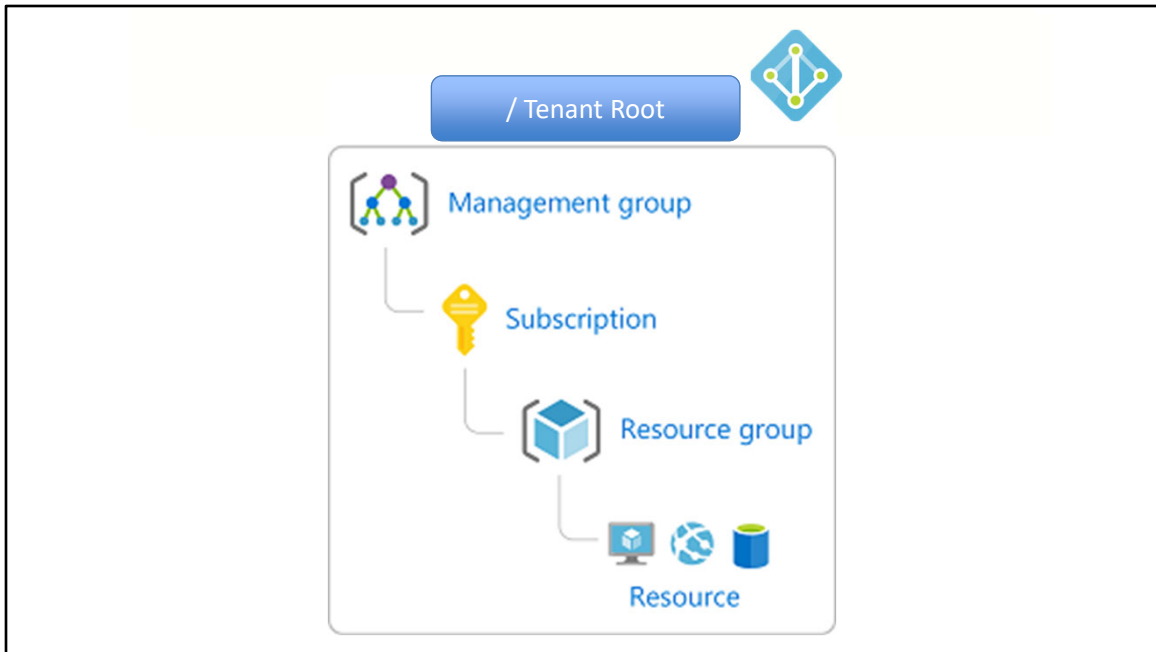 / Tenant Root
Management group
Subscription
Resource group
Resource